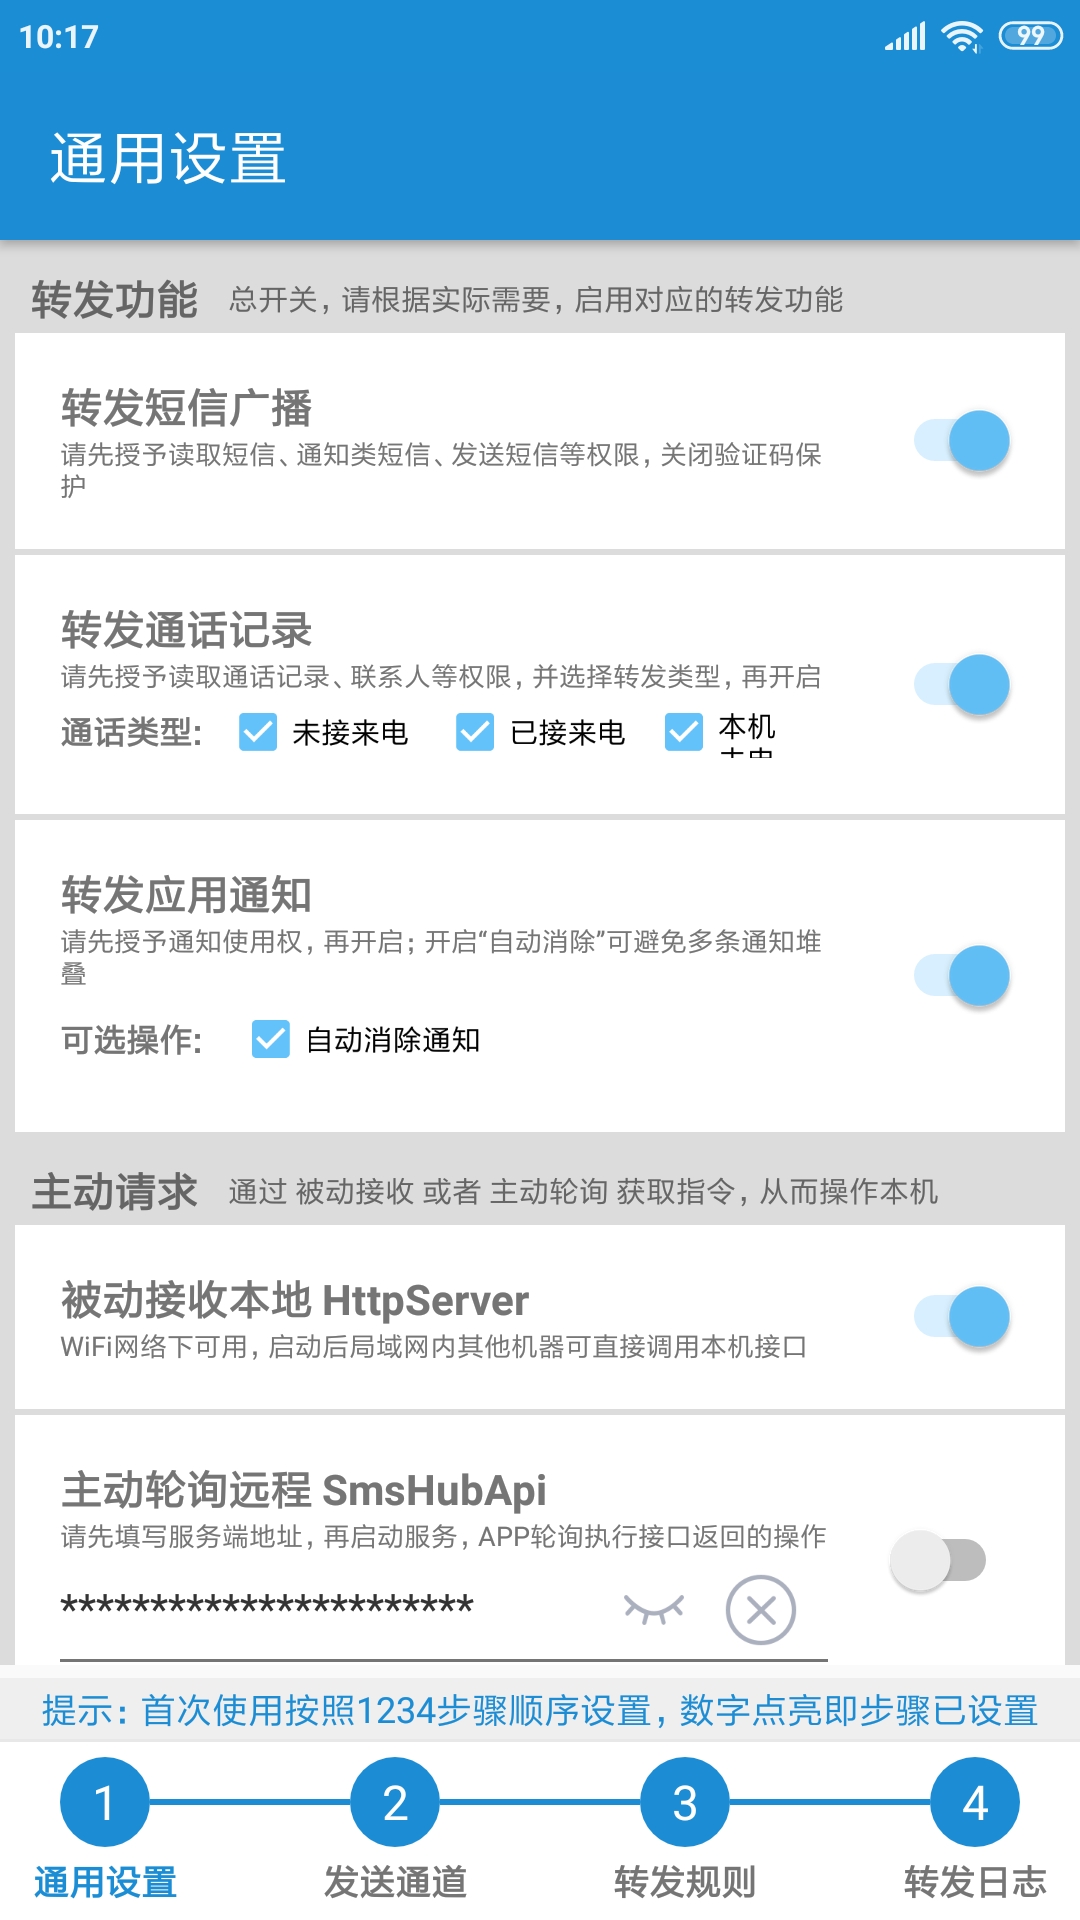 10:17
99
通用设置
转发功能 总开关，请根据实际需要，启用对应的转发功能
转发短信广播
请先授予读取短信、通知类短信、发送短信等权限，关闭验证码保
护
转发通话记录
请先授予读取通话记录、联系人等权限，并选择转发类型，再开启
通话类型: 未接来电 已接来电 本机
转发应用通知
请先授予通知使用权，再开启；开启“自动消除”可避免多条通知堆
叠
可选操作: 自动消除通知
主动请求 通过 被动接收 或者 主动轮询 获取指令，从而操作本机
被动接收本地 HttpServer
WiFi网络下可用，启动后局域网内其他机器可直接调用本机接口
主动轮询远程 SmsHubApi
请先填写服务端地址，再启动服务，APP轮询执行接口返回的操作
***********************
提示：首次使用按照1234步骤顺序设置，数字点亮即步骤已设置
1 2 3 4
通用设置 发送通道 转发规则 转发日志